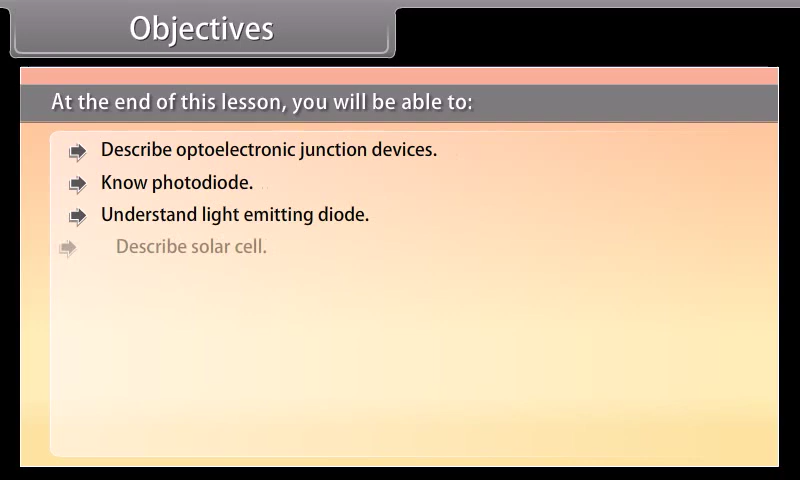 Objectives
At the end of this lesson, you will be able to:
Describe optoelectronic junction devices.
Know photodiode.
Understand light emitting diode.
Describe solar cell.